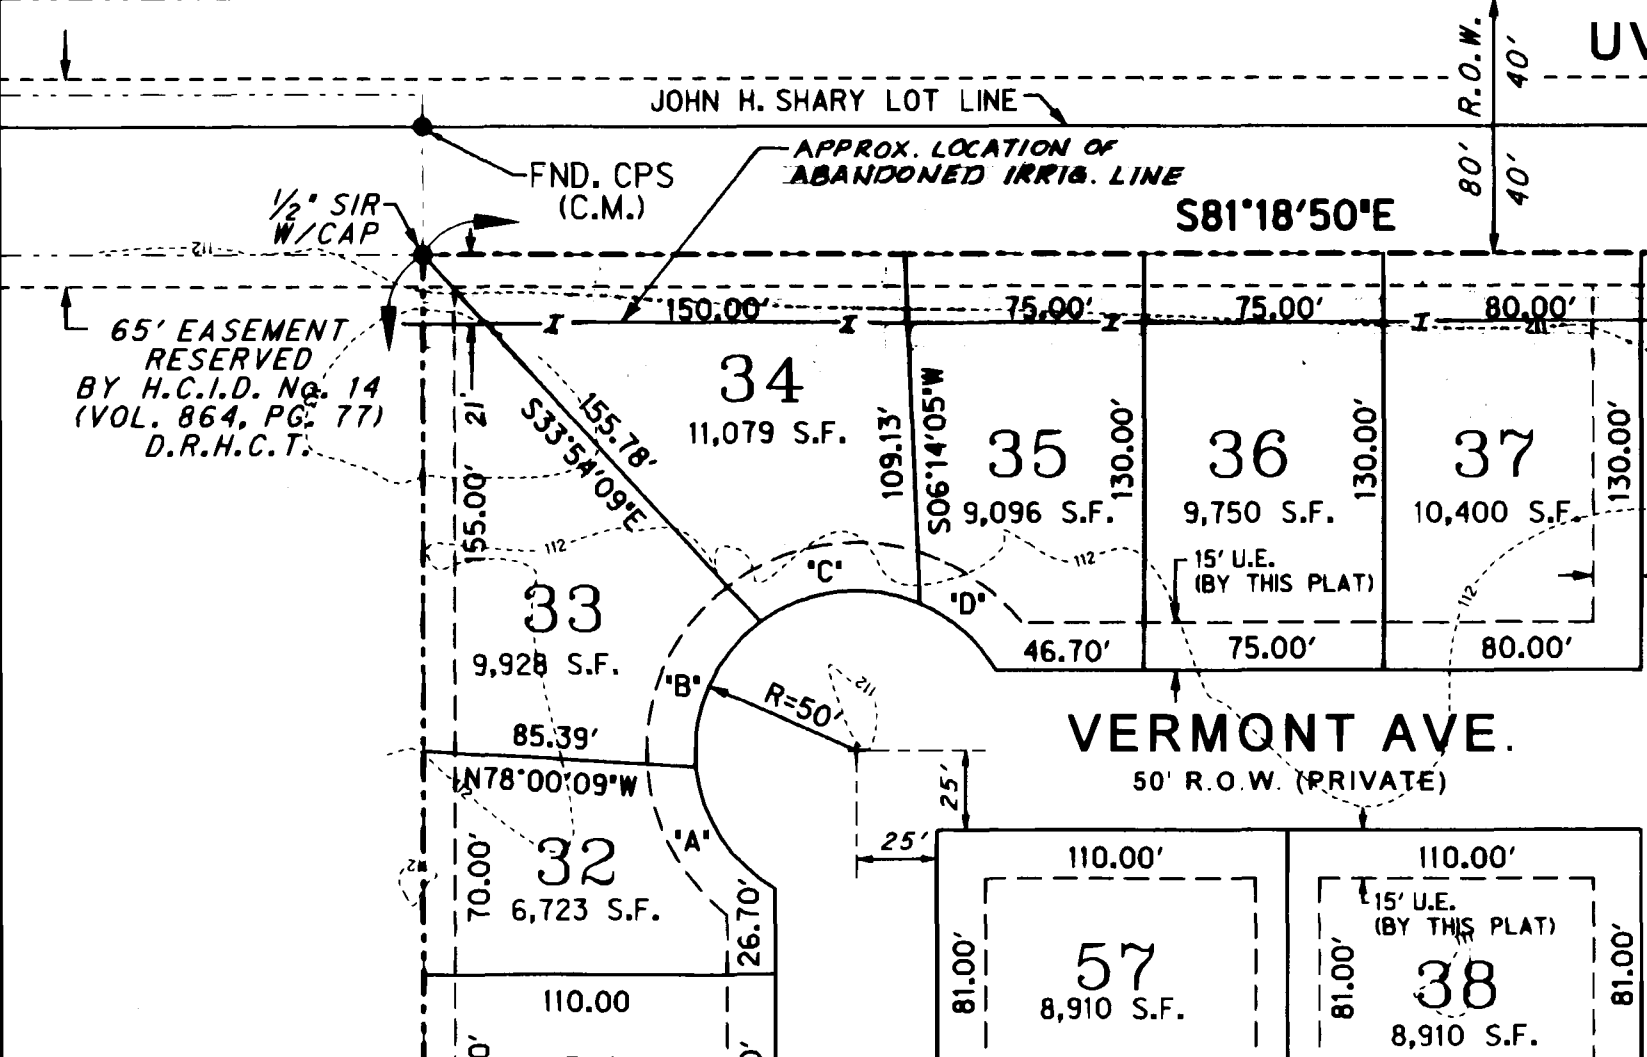 UV
R.O.W.
40'
80'
40'
JOHN H. SHARY LOT LINE
APPROX. LOCATION OF
ABANDONED IRRIG. LINE
FND. CPS
(C.M.)
1/2" SIR
W/CAP
S81°18'50"E
112
65' EASEMENT
RESERVED
BY H.C.I.D. No. 14
(VOL. 864, PG. 77)
D.R.H.C.T.
150.00'
75.00'
75.00'
80.00'
I
I
I
I
34
11,079 S.F.
21'
155.00'
155.78'
S33°54'09"E
109.13'
S06°14'05"W
35
9,096 S.F.
130.00'
36
9,750 S.F.
130.00'
37
10,400 S.F.
130.00'
112
112
112
15' U.E.
(BY THIS PLAT)
33
9,928 S.F.
"C"
"D"
"B"
"A"
46.70'
75.00'
80.00'
R=50'
112
VERMONT AVE.
50' R.O.W. (PRIVATE)
85.39'
N78°00'09"W
112
25'
25'
32
6,723 S.F.
70.00'
26.70'
110.00
110.00'
110.00'
57
8,910 S.F.
81.00'
15' U.E.
(BY THIS PLAT)
38
8,910 S.F.
81.00'
81.00'